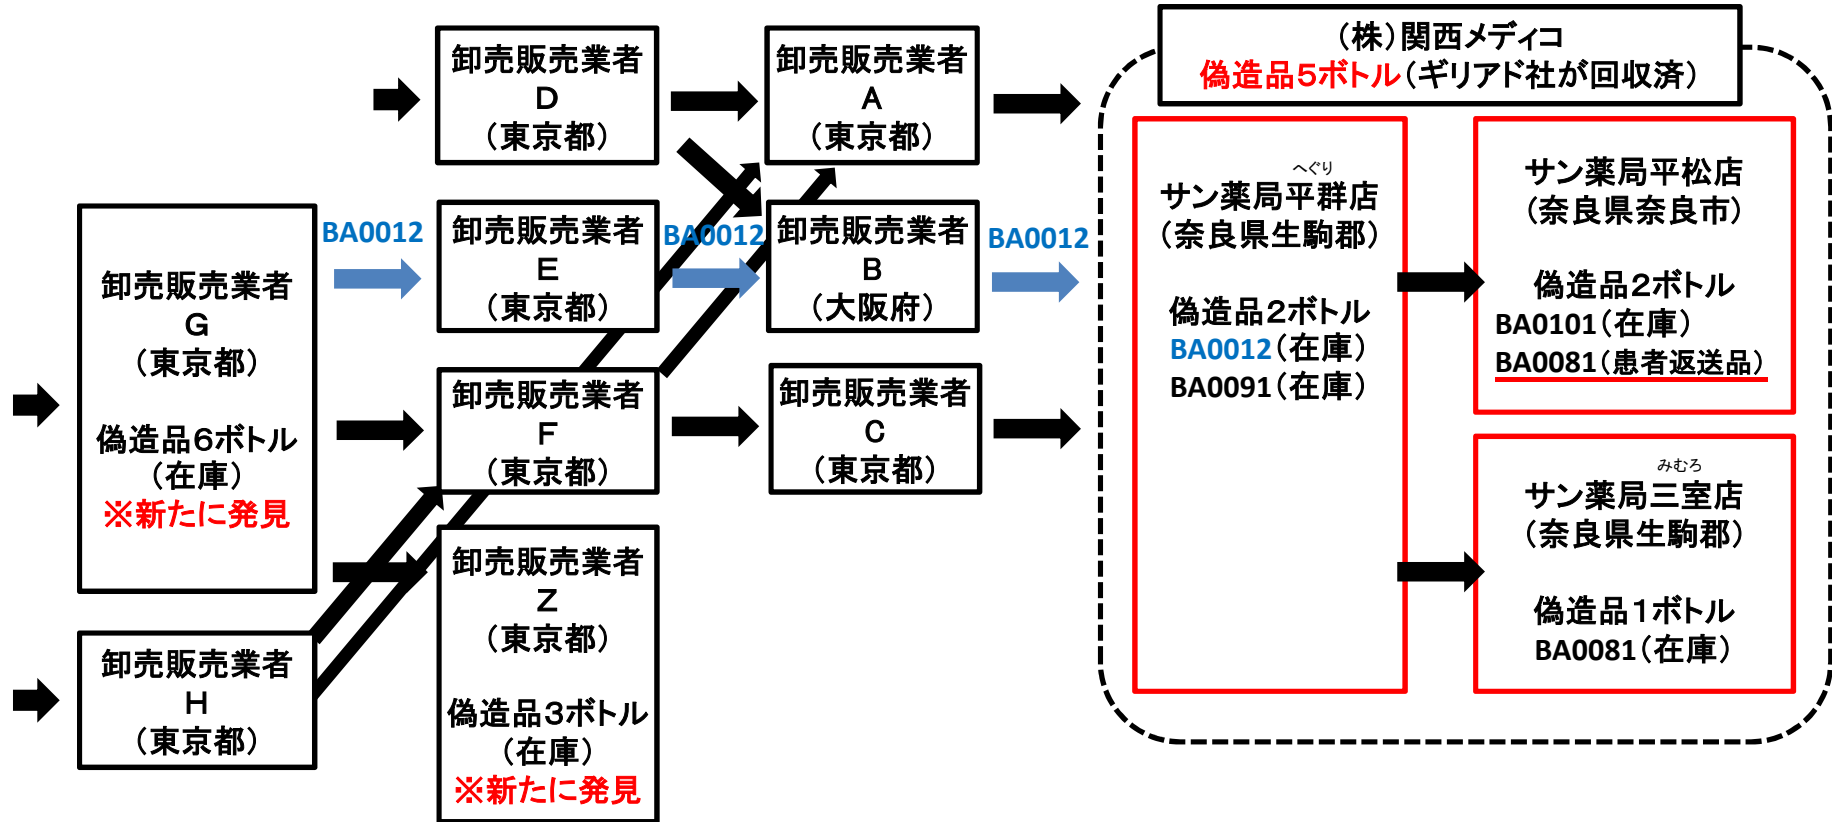 卸売販売業者
D
(東京都)
卸売販売業者
A
(東京都)
(株)関西メディコ
偽造品5ボトル(ギリアド社が回収済)
卸売販売業者
G
(東京都)
偽造品6ボトル
(在庫)
※新たに発見
BA0012
卸売販売業者
E
(東京都)
BA0012
卸売販売業者
B
(大阪府)
BA0012
卸売販売業者
F
(東京都)
卸売販売業者
C
(東京都)
卸売販売業者
H
(東京都)
卸売販売業者
Z
(東京都)
偽造品3ボトル
(在庫)
※新たに発見
へぐり
サン薬局平群店
(奈良県生駒郡)
偽造品2ボトル
BA0012(在庫)
BA0091(在庫)
サン薬局平松店
(奈良県奈良市)
偽造品2ボトル
BA0101(在庫)
BA0081(患者返送品)
みむろ
サン薬局三室店
(奈良県生駒郡)
偽造品1ボトル
BA0081(在庫)